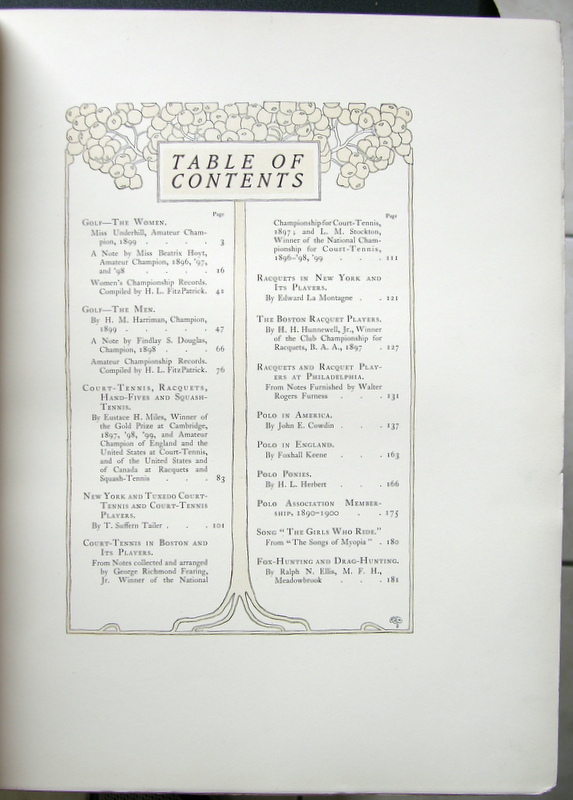 TABLE OF
CONTENTS
Page
Golf—The Women.
Miss Underhill, Amateur Cham-
pion, 1899 . . . . 3
A Note by Miss Beatrix Hoyt,
Amateur Champion, 1896, '97,
and '98 . . . . 16
Women's Championship Records.
Compiled by H. L. FitzPatrick. 41
Golf—The Men.
By H. M. Harriman, Champion,
1899 . . . . . 47
A Note by Findlay S. Douglas,
Champion, 1898 . . . 66
Amateur Championship Records.
Compiled by H. L. FitzPatrick. 76
Court-Tennis, Racquets,
Hand-Fives and Squash-
Tennis.
By Eustace H. Miles, Winner of
the Gold Prize at Cambridge,
1897, '98, '99, and Amateur
Champion of England and the
United States at Court-Tennis,
and of the United States and
of Canada at Racquets and
Squash-Tennis . . . 83
New York and Tuxedo Court-
Tennis and Court-Tennis
Players.
By T. Suffern Tailer . . . 101
Court-Tennis in Boston and
Its Players.
From Notes collected and arranged
by George Richmond Fearing,
Jr. Winner of the National
Page
Championship for Court-Tennis,
1897; and L. M. Stockton,
Winner of the National Cham-
pionship for Court-Tennis,
1896-'98, '99 . . . 111
Racquets in New York and
Its Players.
By Edward La Montagne . . 121
The Boston Racquet Players.
By H. H. Hunnewell, Jr., Winner
of the Club Championship for
Racquets, B. A. A., 1897 . 127
Racquets and Racquet Play-
ers at Philadelphia.
From Notes Furnished by Walter
Rogers Furness . . . 131
Polo in America.
By John E. Cowdin . . . 137
Polo in England.
By Foxhall Keene . . . 163
Polo Ponies.
By H. L. Herbert . . . 166
Polo Association Member-
ship, 1890-1900 . . 175
Song "The Girls Who Ride."
From "The Songs of Myopia" . 180
Fox-Hunting and Drag-Hunting.
By Ralph N. Ellis, M. F. H.,
Meadowbrook . . . 181